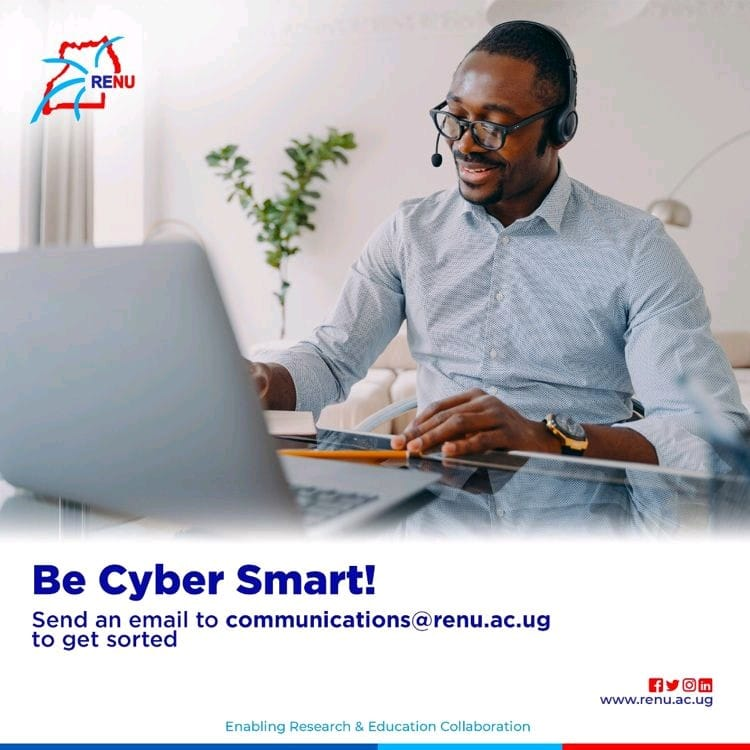 RENU
Be Cyber Smart!
Send an email to communications@renu.ac.ug
to get sorted
www.renu.ac.ug
Enabling Research & Education Collaboration